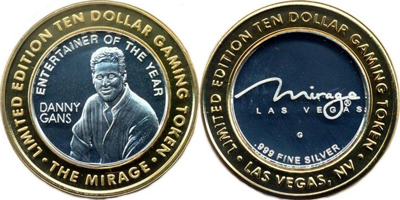 LIMITED EDITION TEN DOLLAR GAMING TOKEN
• THE MIRAGE •
ENTERTAINER OF THE YEAR
DANNY
GANS
LIMITED EDITION TEN DOLLAR GAMING TOKEN
• LAS VEGAS, NV •
Mirage®
LAS VEGAS
G
.999 FINE SILVER